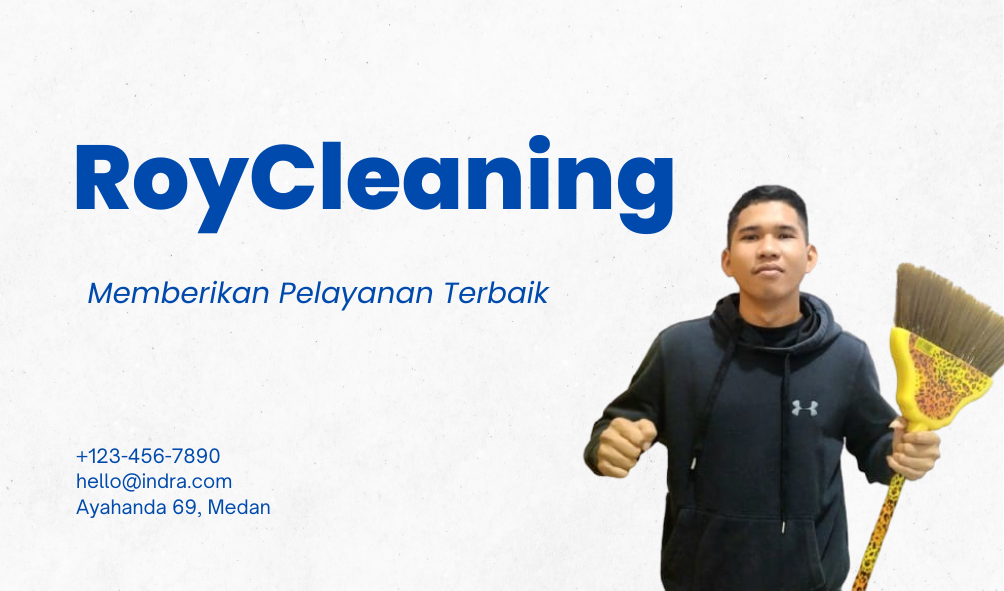 RoyCleaning
Memberikan Pelayanan Terbaik
+123-456-7890
hello@indra.com
Ayahanda 69, Medan